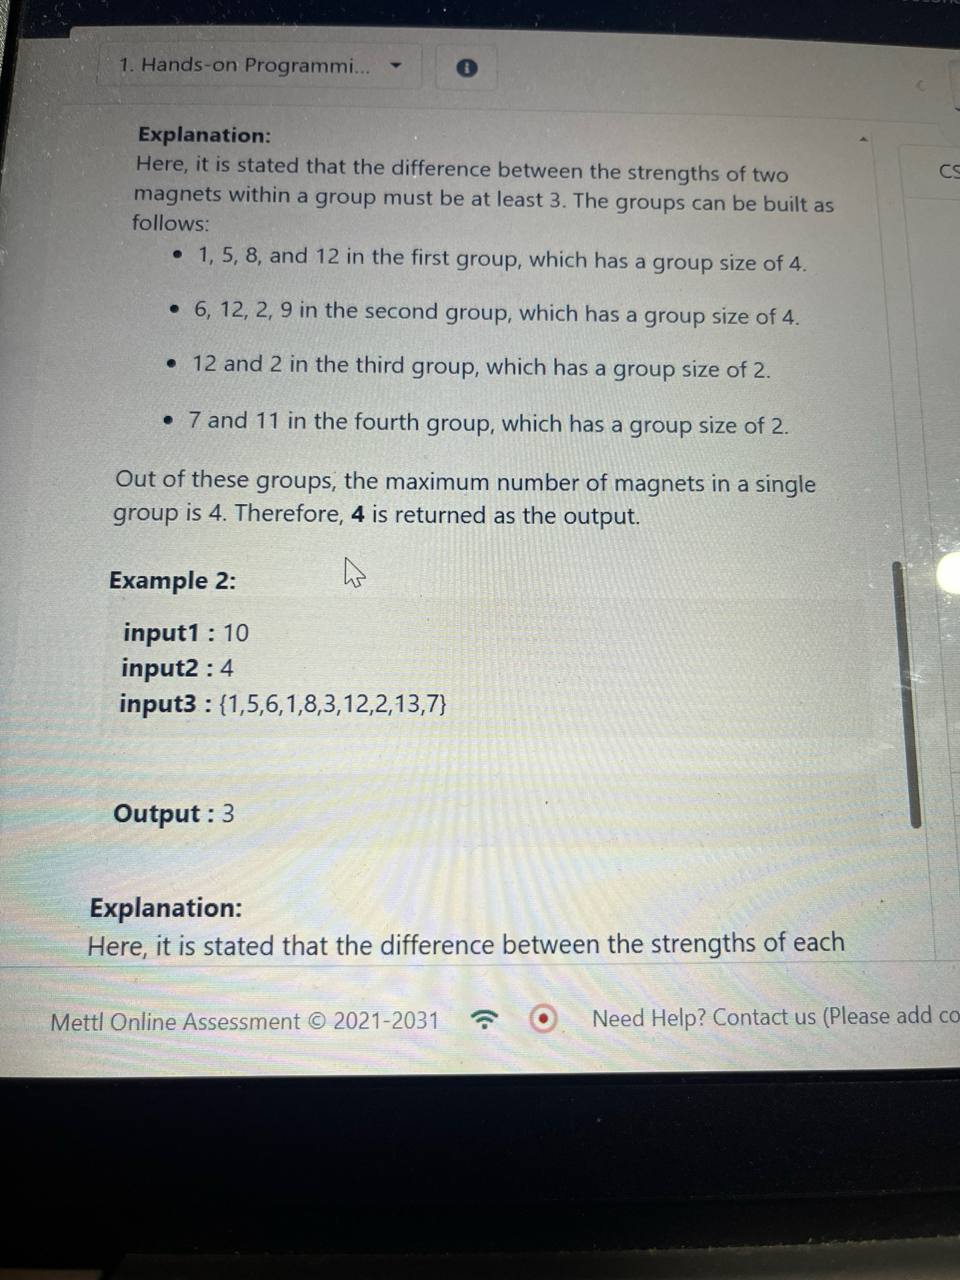 1. Hands-on Programmi...
Explanation:
Here, it is stated that the difference between the strengths of two
magnets within a group must be at least 3. The groups can be built as
follows:
• 1, 5, 8, and 12 in the first group, which has a group size of 4.
• 6, 12, 2, 9 in the second group, which has a group size of 4.
• 12 and 2 in the third group, which has a group size of 2.
• 7 and 11 in the fourth group, which has a group size of 2.
Out of these groups, the maximum number of magnets in a single
group is 4. Therefore, 4 is returned as the output.
Example 2:
input1 : 10
input2 : 4
input3 : {1,5,6,1,8,3,12,2,13,7}
Output : 3
Explanation:
Here, it is stated that the difference between the strengths of each
Mettl Online Assessment © 2021-2031
Need Help? Contact us (Please add co